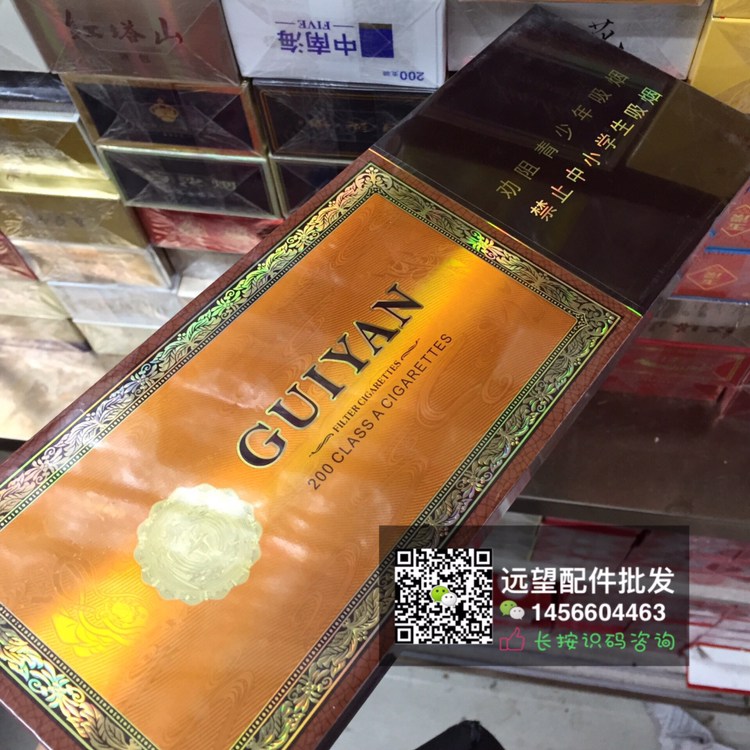 红塔山
中南海
FIVE
200
劝阻青少年吸烟
禁止中小学生吸烟
GUIYAN
FILTER CIGARETTES
200 CLASS A CIGARETTES
远望配件批发
1456604463
长按识码咨询